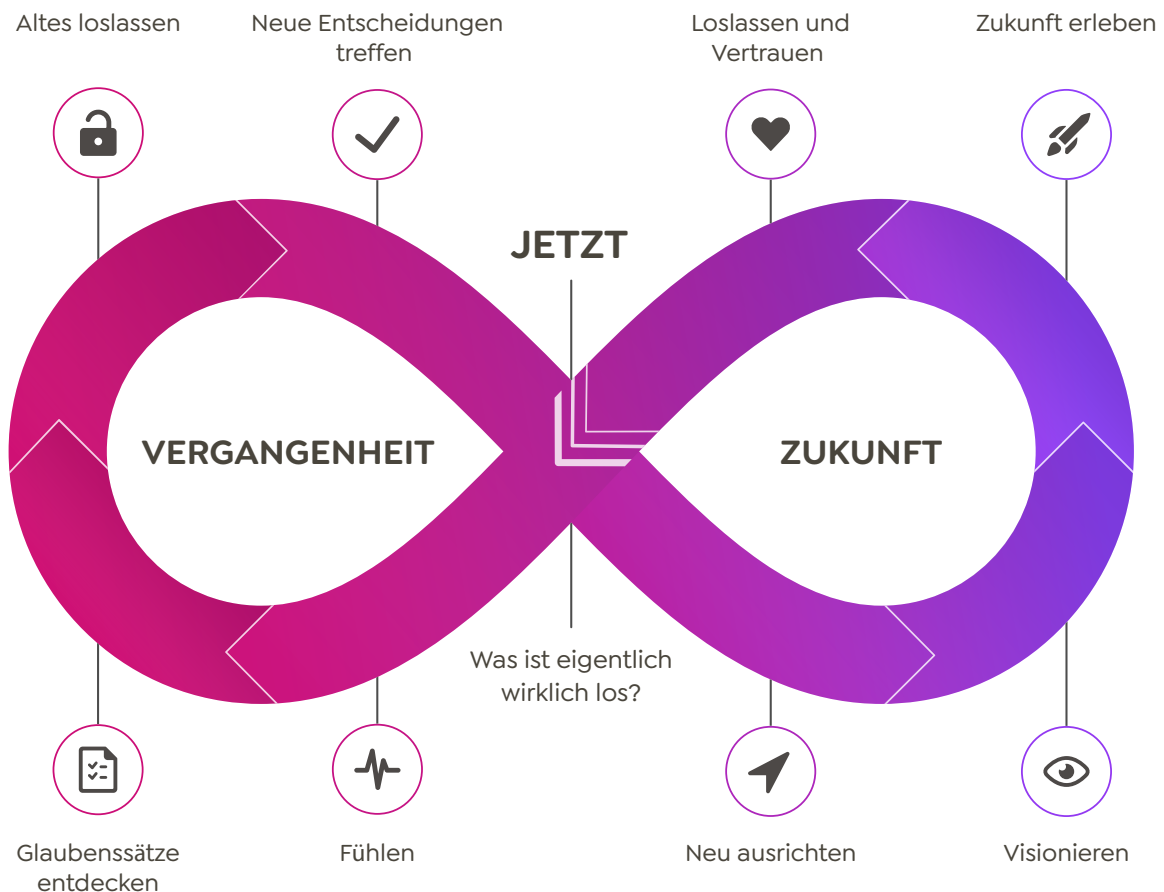 Altes loslassen
Neue Entscheidungen
treffen
Loslassen und
Vertrauen
Zukunft erleben
JETZT
VERGANGENHEIT
ZUKUNFT
Was ist eigentlich
wirklich los?
Glaubenssätze
entdecken
Fühlen
Neu ausrichten
Visionieren